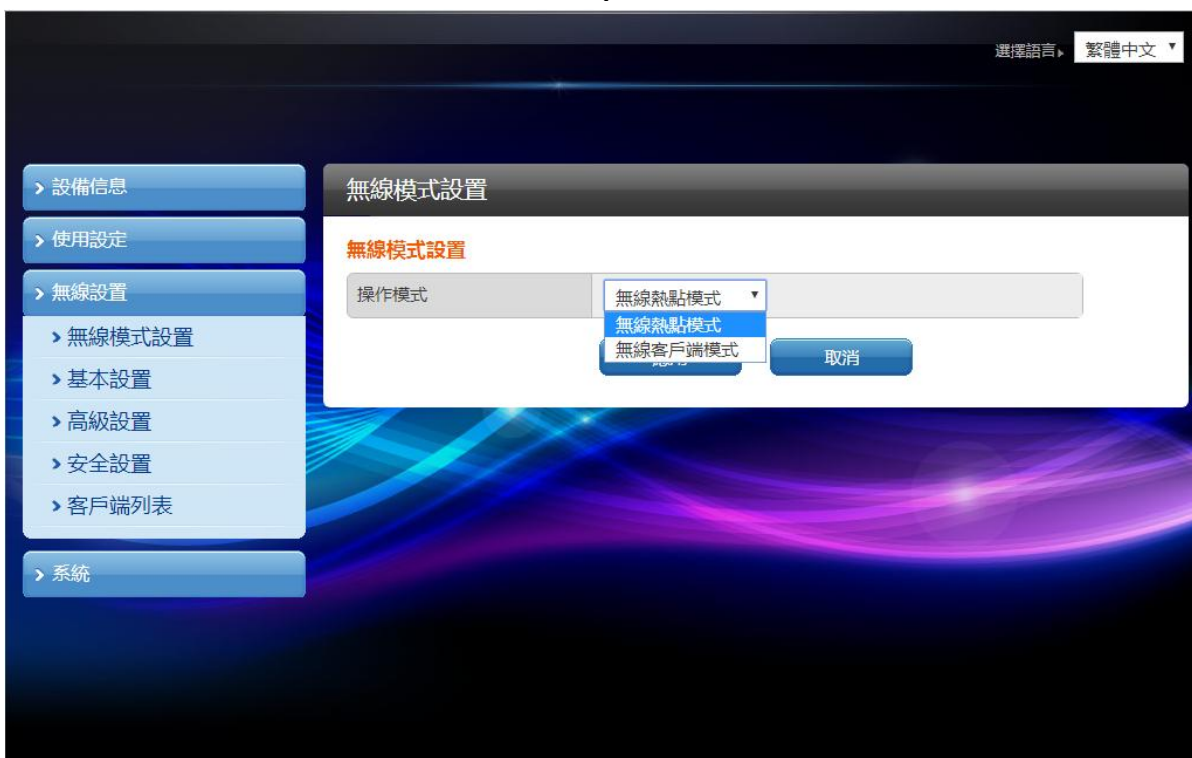 選擇語言
繁體中文
設備信息
使用設定
無線設置
無線模式設置
基本設置
高級設置
安全設置
客戶端列表
系統
無線模式設置
無線模式設置
操作模式
無線熱點模式
無線熱點模式
無線客戶端模式
取消